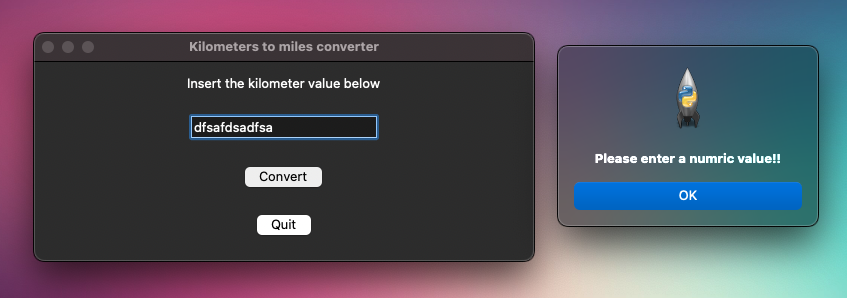 Kilometers to miles converter
Insert the kilometer value below
dfsafdsadfsa
Convert
Quit
Please enter a numric value!!
OK